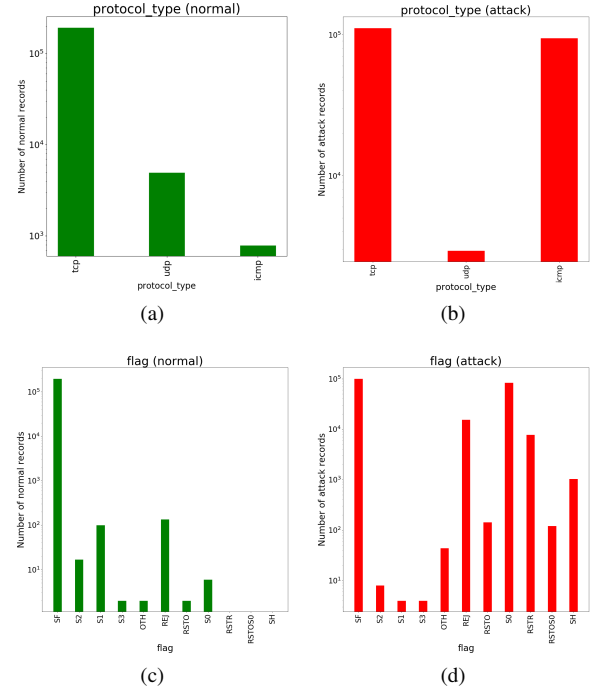 protocol_type (normal)
Number of normal records
10^5
10^4
10^3
tcp
udp
icmp
protocol_type
(a)
protocol_type (attack)
Number of attack records
10^5
10^4
tcp
udp
icmp
protocol_type
(b)
flag (normal)
Number of normal records
10^5
10^4
10^3
10^2
10^1
SF
S2
S1
S3
OTH
REJ
RSTO
S0
RSTR
RSTOS0
SH
flag
(c)
flag (attack)
Number of attack records
10^5
10^4
10^3
10^2
10^1
SF
S2
S1
S3
OTH
REJ
RSTO
S0
RSTR
RSTOS0
SH
flag
(d)